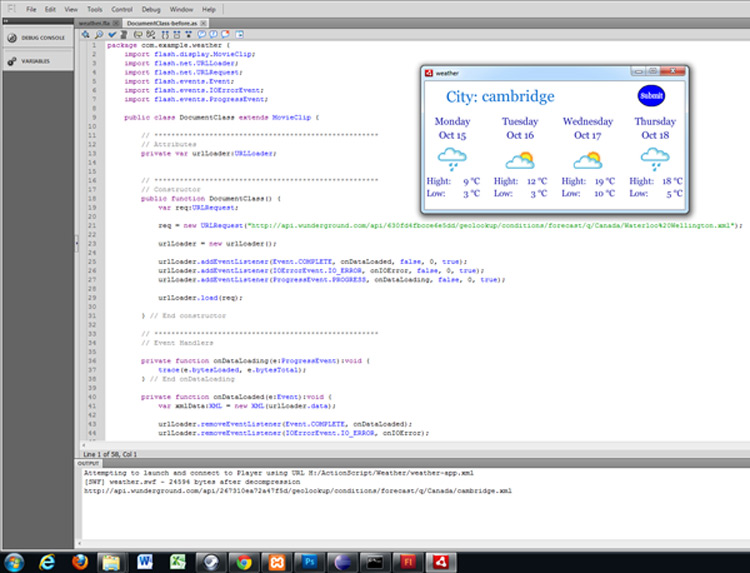 Fl File Edit View Tools Control Debug Window Help
weather.fla DocumentClass-before.as
DEBUG CONSOLE
VARIABLES
1 package com.example.weather {
2 import flash.display.MovieClip;
3 import flash.net.URLLoader;
4 import flash.net.URLRequest;
5 import flash.events.Event;
6 import flash.events.IOErrorEvent;
7 import flash.events.ProgressEvent;
8
9 public class DocumentClass extends MovieClip {
10
11 // ------------------------------------------------------
12 // Attributes
13 private var urlLoader:URLLoader;
14
15
16 // ------------------------------------------------------
17 // Constructor
18 public function DocumentClass() {
19 var req:URLRequest;
20
21 req = new URLRequest("http://api.wunderground.com/api/630fd4fboce6e5dd/geolookup/conditions/forecast/q/Canada/Waterloo%20Wellington.xml");
22
23 urlLoader = new urlLoader();
24
25 urlLoader.addEventListener(Event.COMPLETE, onDataLoaded, false, 0, true);
26 urlLoader.addEventListener(IOErrorEvent.IO_ERROR, onIOError, false, 0, true);
27 urlLoader.addEventListener(ProgressEvent.PROGRESS, onDataLoading, false, 0, true);
28
29 urlLoader.load(req);
30
31 } // End constructor
32
33 // ------------------------------------------------------
34 // Event Handlers
35
36 private function onDataLoading(e:ProgressEvent):void {
37 trace(e.bytesLoaded, e.bytesTotal);
38 } // End onDataLoading
39
40 private function onDataLoaded(e:Event):void {
41 var xmlData:XML = new XML(urlLoader.data);
42
43 urlLoader.removeEventListener(Event.COMPLETE, onDataLoaded);
44 urlLoader.removeEventListener(IOErrorEvent.IO_ERROR, onIOError);
weather
City: cambridge
Submit
Monday Tuesday Wednesday Thursday
Oct 15 Oct 16 Oct 17 Oct 18
Hight: 9 °C Hight: 12 °C Hight: 19 °C Hight: 18 °C
Low: 3 °C Low: 3 °C Low: 10 °C Low: 5 °C
Line 1 of 58, Col 1
OUTPUT
Attempting to launch and connect to Player using URL H:/ActionScript/Weather/weather-app.xml
[SWF] weather.swf - 24594 bytes after decompression
http://api.wunderground.com/api/267310ea72a47f5d/geolookup/conditions/forecast/q/Canada/cambridge.xml
Ps Fl